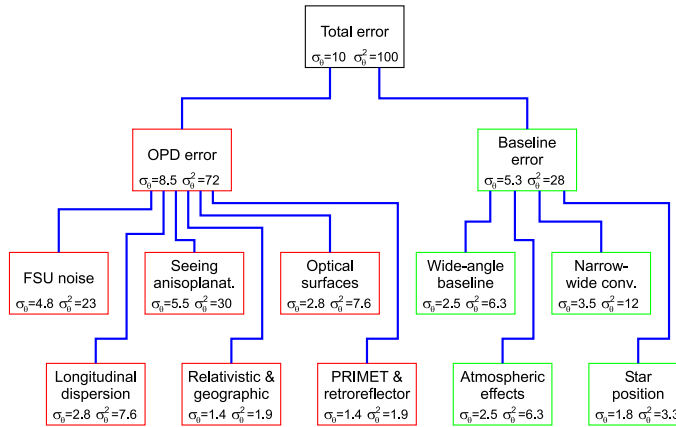 Total error
σθ=10 σθ²=100
OPD error
σθ=8.5 σθ²=72
Baseline
error
σθ=5.3 σθ²=28
FSU noise
σθ=4.8 σθ²=23
Seeing
anisoplanat.
σθ=5.5 σθ²=30
Optical
surfaces
σθ=2.8 σθ²=7.6
Wide-angle
baseline
σθ=2.5 σθ²=6.3
Narrow-
wide conv.
σθ=3.5 σθ²=12
Longitudinal
dispersion
σθ=2.8 σθ²=7.6
Relativistic &
geographic
σθ=1.4 σθ²=1.9
PRIMET &
retroreflector
σθ=1.4 σθ²=1.9
Atmospheric
effects
σθ=2.5 σθ²=6.3
Star
position
σθ=1.8 σθ²=3.3